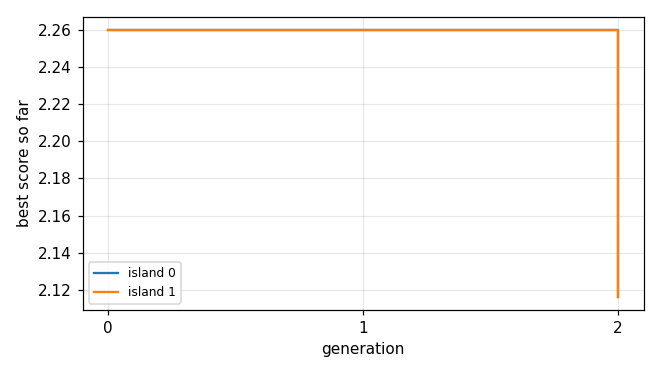 2.26
2.24
2.22
2.20
2.18
2.16
2.14
2.12
best score so far
island 0
island 1
0 1 2
generation